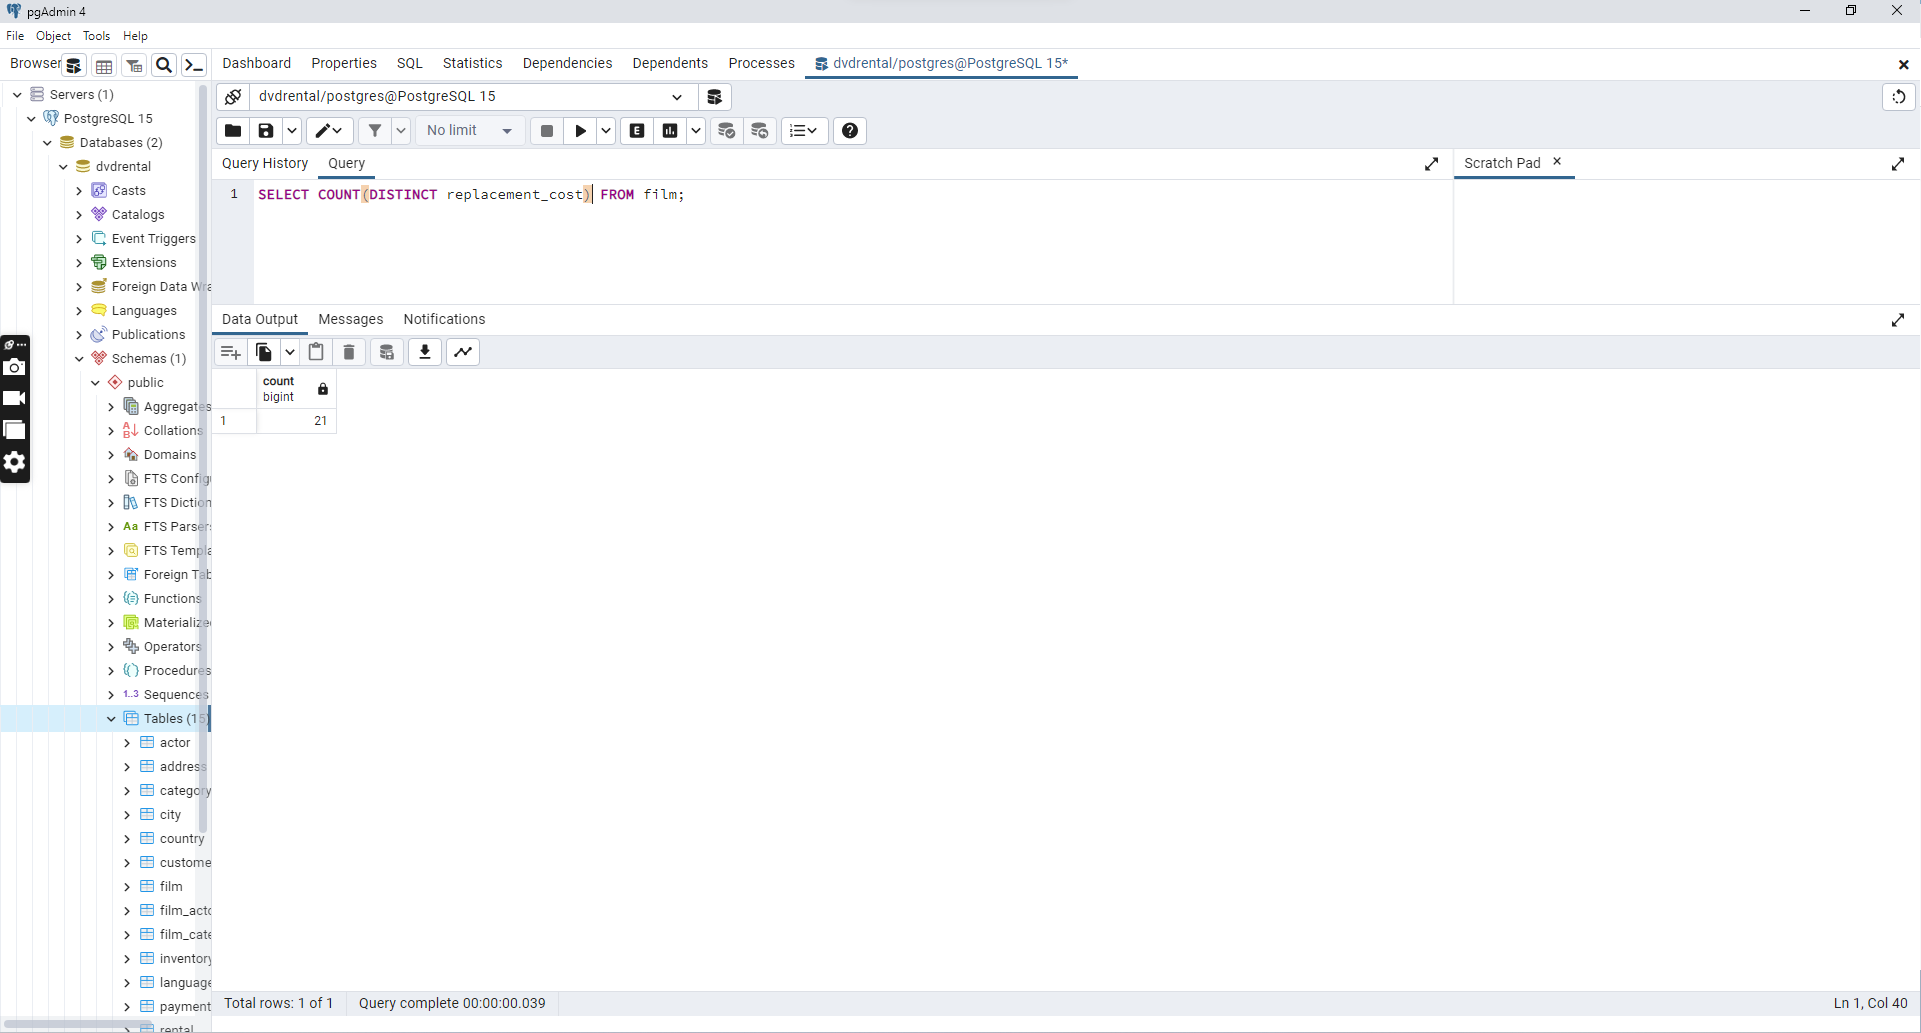 pgAdmin 4
File Object Tools Help
Browser
Dashboard Properties SQL Statistics Dependencies Dependents Processes dvdrental/postgres@PostgreSQL 15*
Servers (1)
PostgreSQL 15
Databases (2)
dvdrental
Casts
Catalogs
Event Triggers
Extensions
Foreign Data Wra
Languages
Publications
Schemas (1)
public
Aggregates
Collations
Domains
FTS Config
FTS Diction
Aa FTS Parsers
FTS Templa
Foreign Tab
Functions
Materialize
Operators
Procedures
1..3 Sequences
Tables (15)
actor
address
category
city
country
custome
film
film_acto
film_cate
inventory
language
payment
rental
dvdrental/postgres@PostgreSQL 15
No limit
E
Query History Query
Scratch Pad
1 SELECT COUNT(DISTINCT replacement_cost) FROM film;
Data Output Messages Notifications
count
bigint
1 21
Total rows: 1 of 1 Query complete 00:00:00.039
Ln 1, Col 40